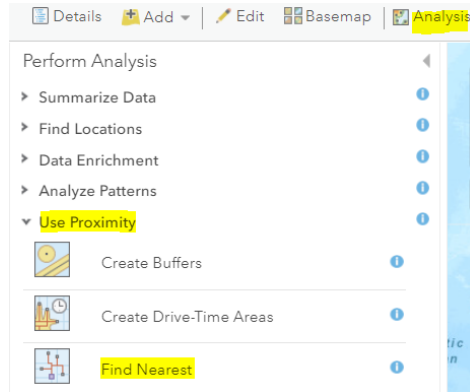 Details Add Edit Basemap Analysis
Perform Analysis
Summarize Data
Find Locations
Data Enrichment
Analyze Patterns
Use Proximity
Create Buffers
Create Drive-Time Areas
tic
n
Find Nearest